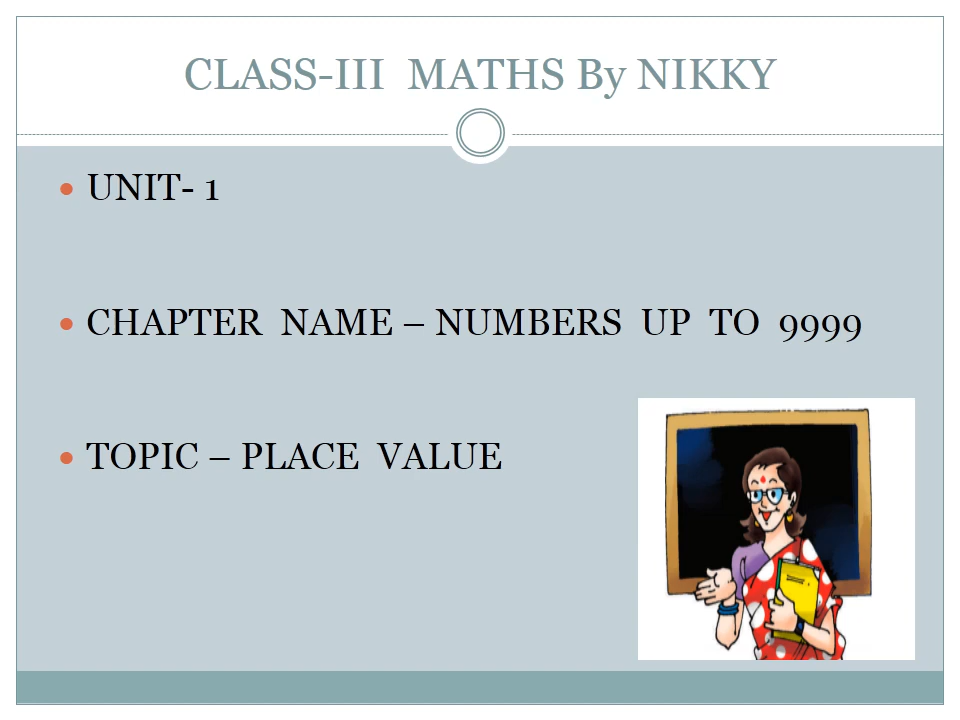 CLASS-III MATHS By NIKKY
UNIT- 1
CHAPTER NAME – NUMBERS UP TO 9999
TOPIC – PLACE VALUE